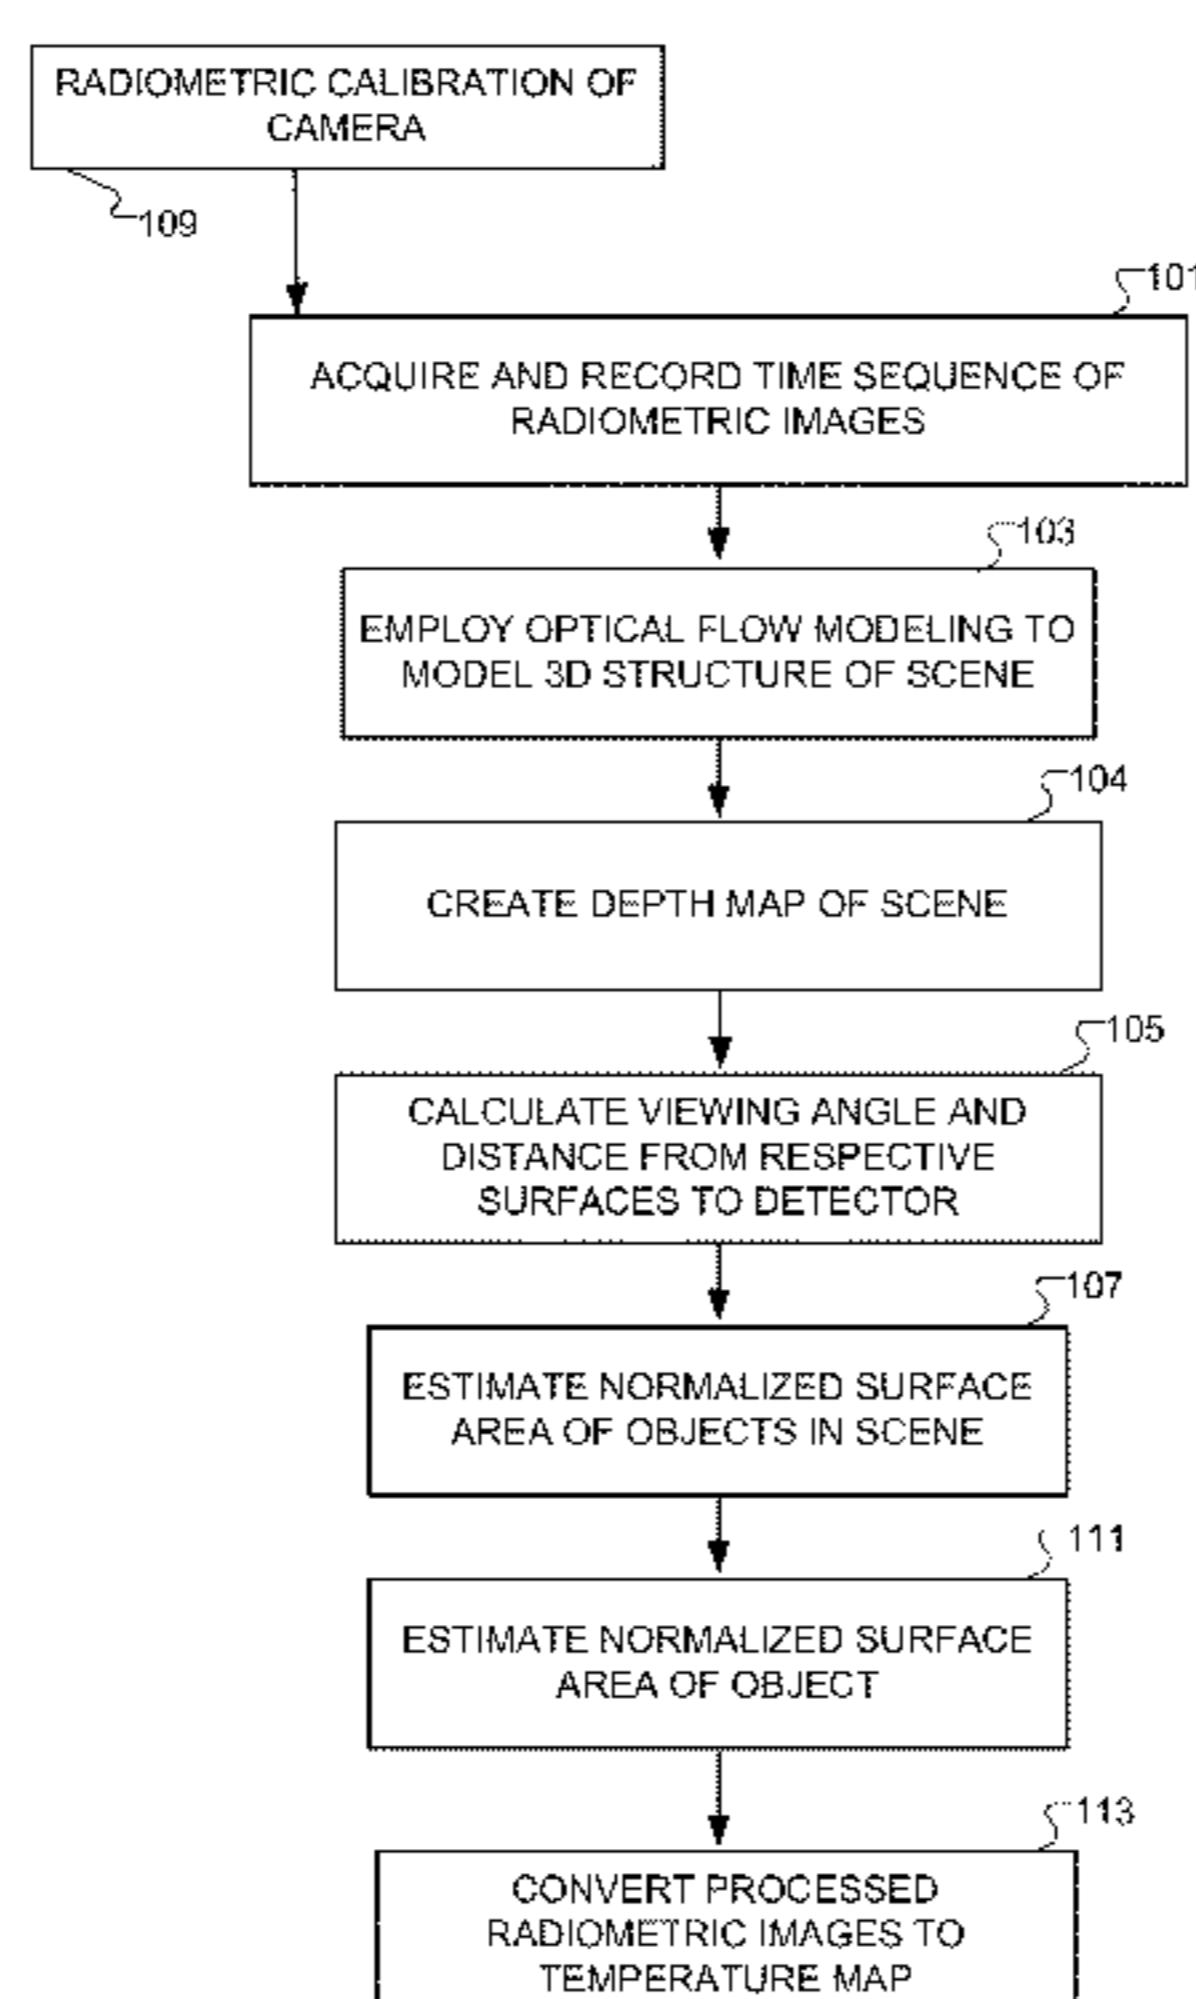 RADIOMETRIC CALIBRATION OF
CAMERA
109
101
ACQUIRE AND RECORD TIME SEQUENCE OF
RADIOMETRIC IMAGES
103
EMPLOY OPTICAL FLOW MODELING TO
MODEL 3D STRUCTURE OF SCENE
104
CREATE DEPTH MAP OF SCENE
105
CALCULATE VIEWING ANGLE AND
DISTANCE FROM RESPECTIVE
SURFACES TO DETECTOR
107
ESTIMATE NORMALIZED SURFACE
AREA OF OBJECTS IN SCENE
111
ESTIMATE NORMALIZED SURFACE
AREA OF OBJECT
113
CONVERT PROCESSED
RADIOMETRIC IMAGES TO
TEMPERATURE MAP